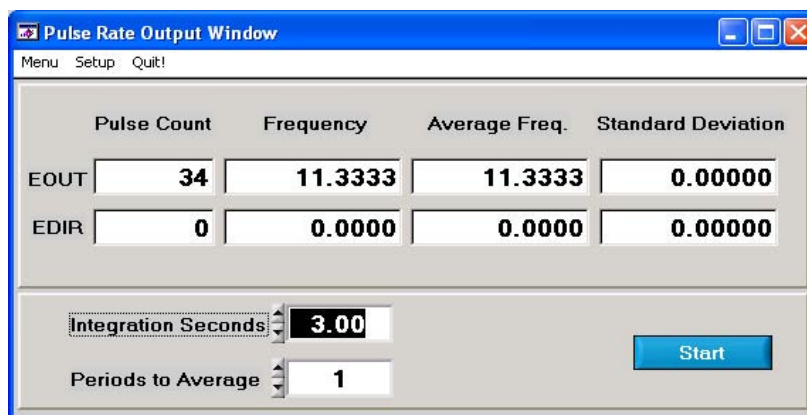 Pulse Rate Output Window
Menu Setup Quit!
Pulse Count Frequency Average Freq. Standard Deviation
EOUT 34 11.3333 11.3333 0.00000
EDIR 0 0.0000 0.0000 0.00000
Integration Seconds 3.00
Start
Periods to Average 1